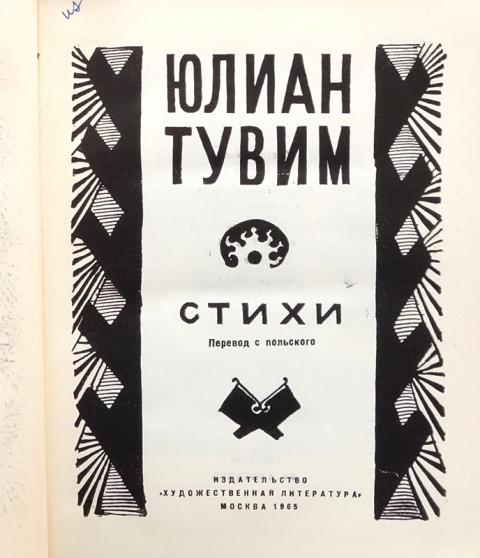 ЮЛИАН
ТУВИМ
СТИХИ
Перевод с польского
ИЗДАТЕЛЬСТВО
«ХУДОЖЕСТВЕННАЯ ЛИТЕРАТУРА»
МОСКВА 1965